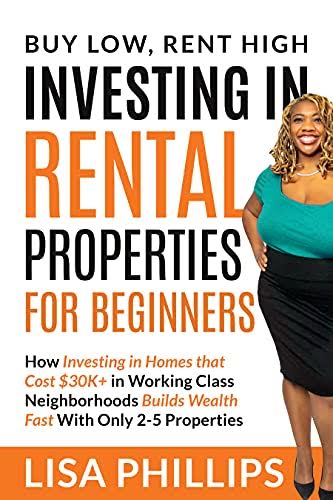 BUY LOW, RENT HIGH
INVESTING IN
RENTAL
PROPERTIES
FOR BEGINNERS
How Investing in Homes that
Cost $30K+ in Working Class
Neighborhoods Builds Wealth
Fast With Only 2-5 Properties
LISA PHILLIPS